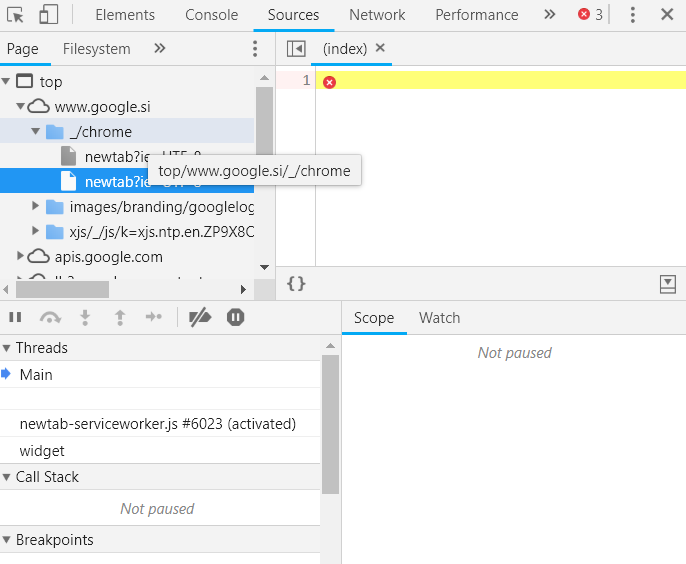 Elements Console Sources Network Performance » 3
Page Filesystem » (index)
top 1
www.google.si
_/chrome
newtab?ie=UTF-8
top/www.google.si/_/chrome
newtab?ie=UTF-8
images/branding/googlelog
xjs/_/js/k=xjs.ntp.en.ZP9X8C
apis.google.com
{}
Scope Watch
Not paused
Threads
Main
newtab-serviceworker.js #6023 (activated)
widget
Call Stack
Not paused
Breakpoints